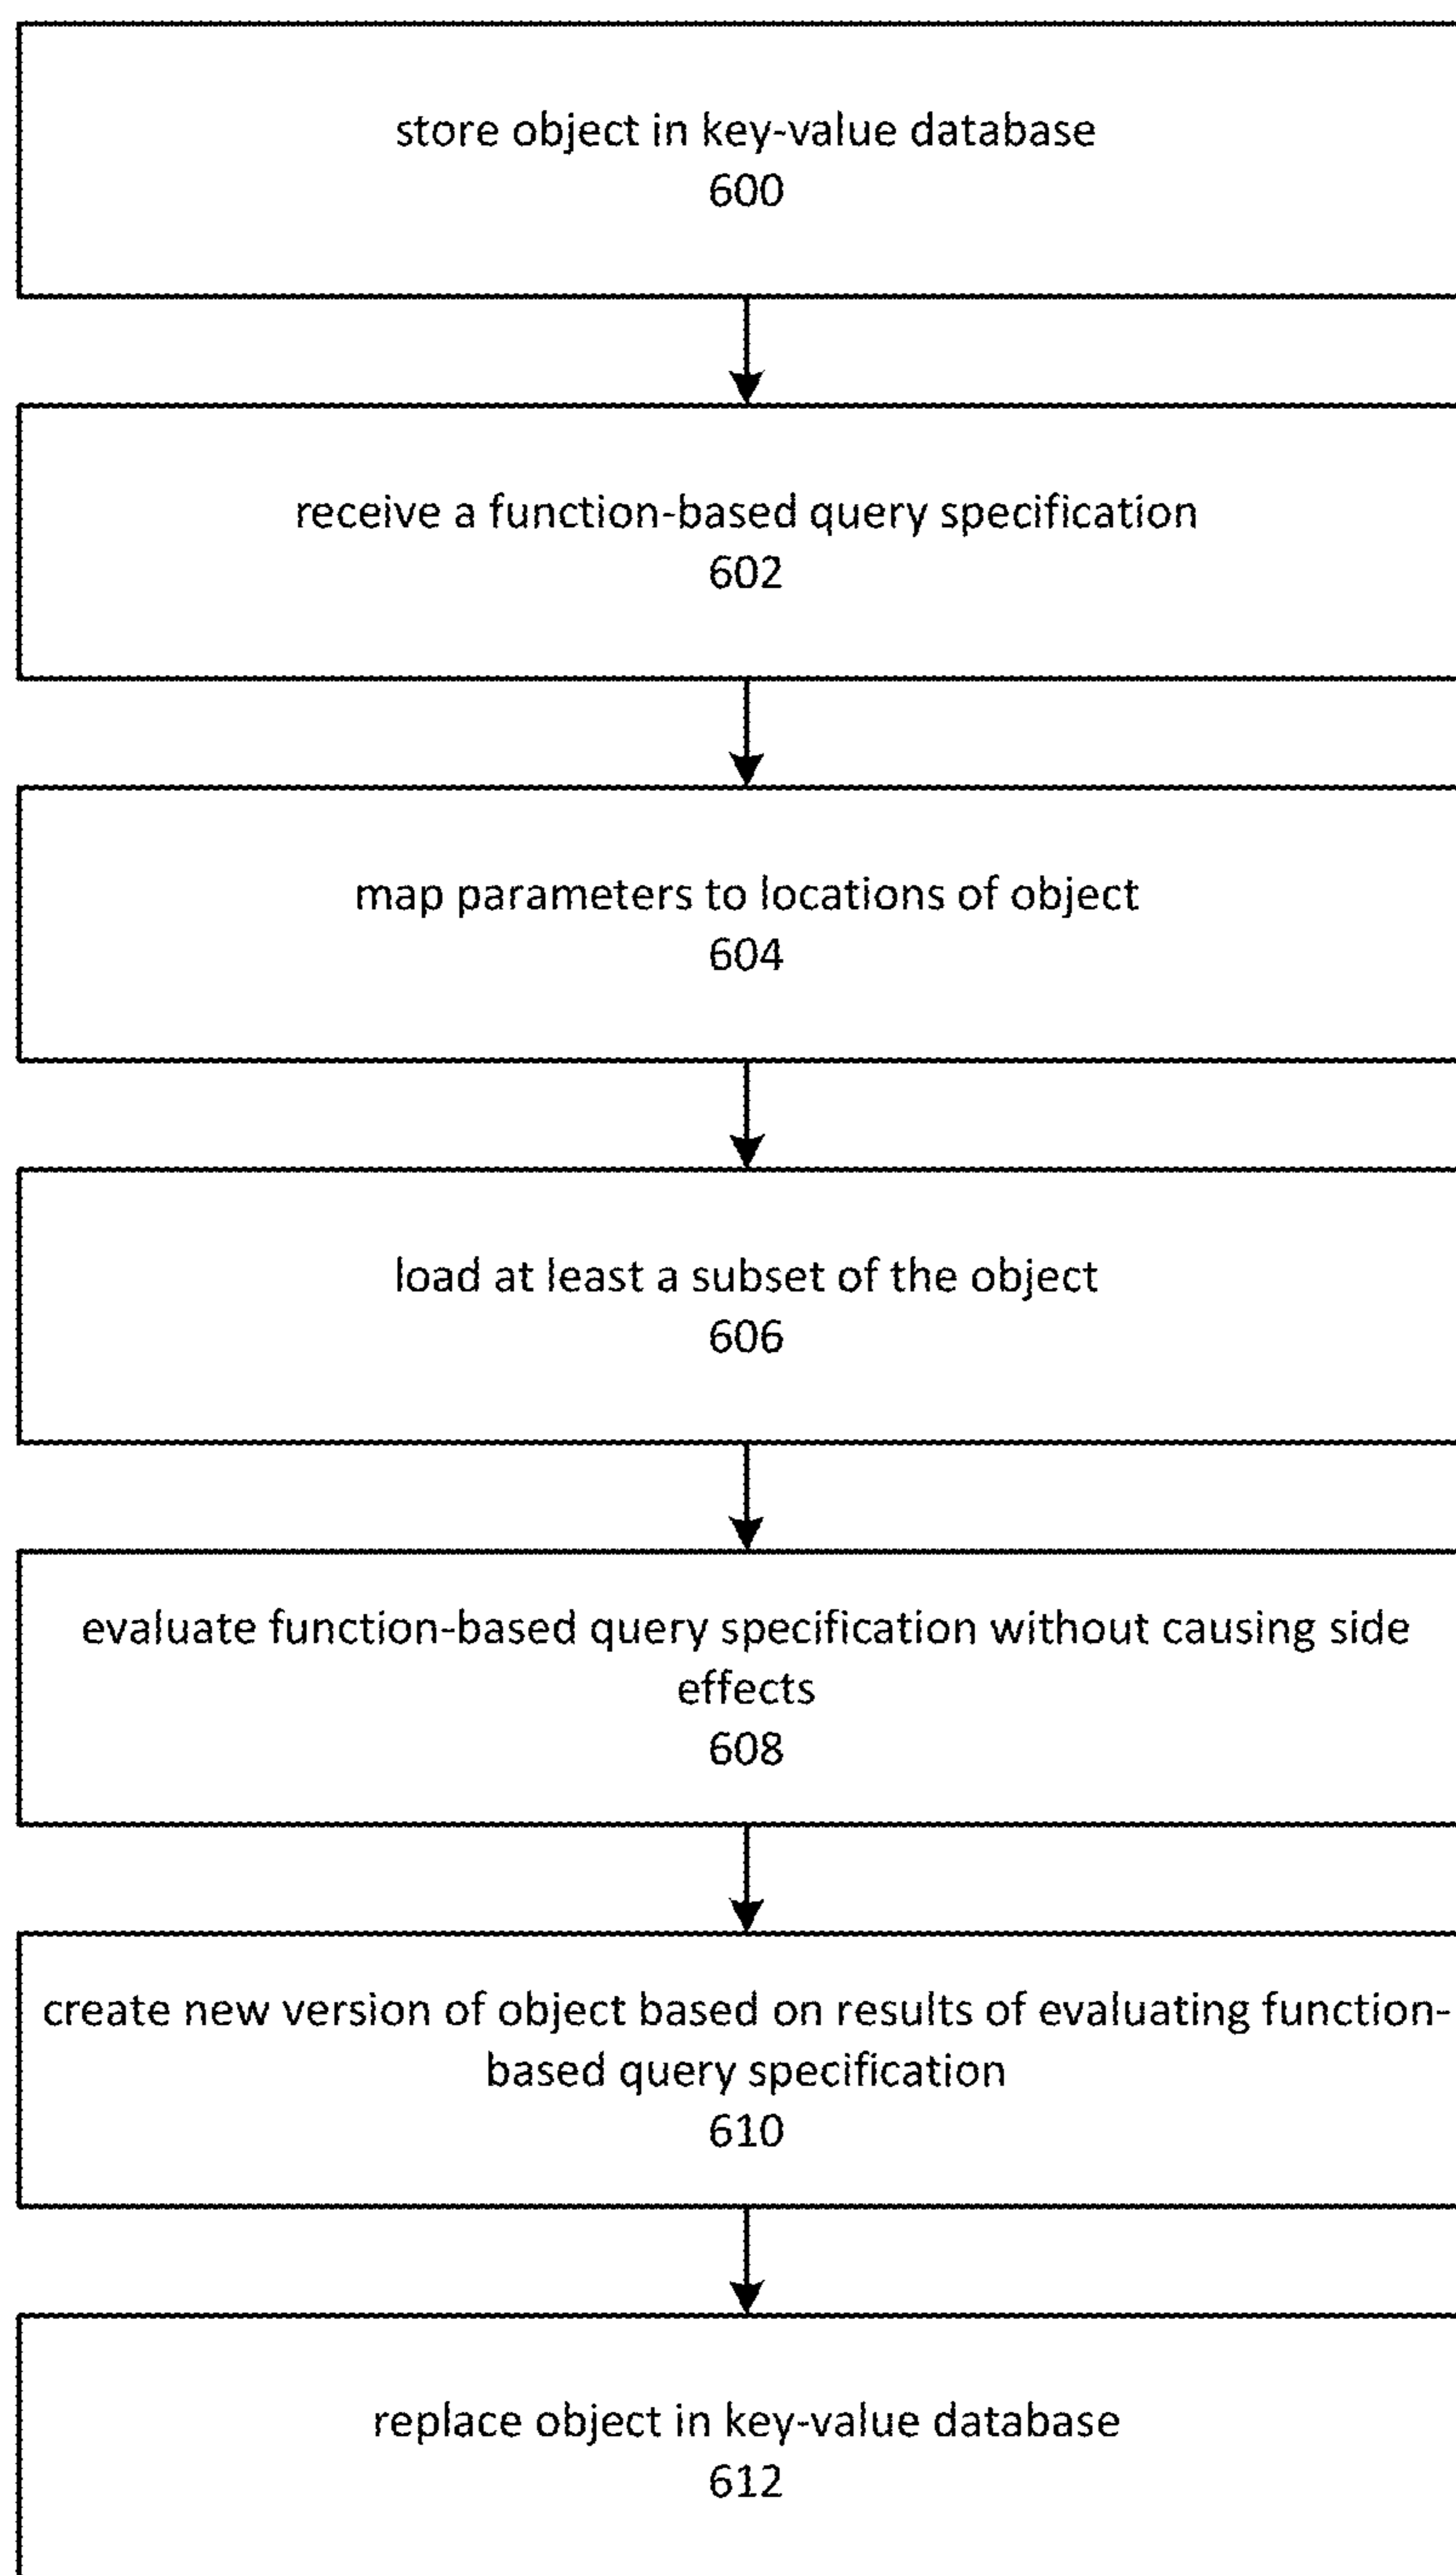 store object in key-value database
600
receive a function-based query specification
602
map parameters to locations of object
604
load at least a subset of the object
606
evaluate function-based query specification without causing side
effects
608
create new version of object based on results of evaluating function-
based query specification
610
replace object in key-value database
612